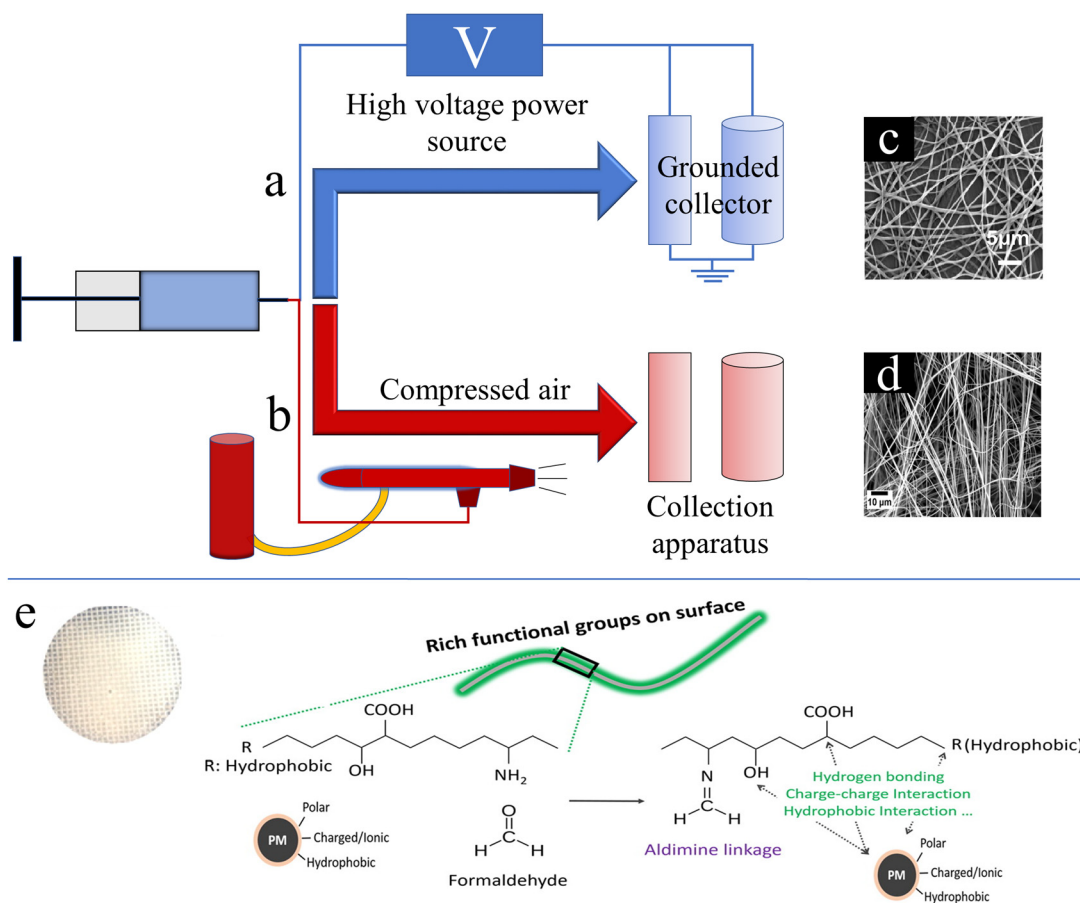 V
High voltage power
source
a
Grounded
collector
c
5μm
b
Compressed air
Collection
apparatus
d
10 μm
e
Rich functional groups on surface
COOH
R
R: Hydrophobic
OH
NH₂
PM
Polar
Charged/Ionic
Hydrophobic
O
H C H
Formaldehyde
COOH
R (Hydrophobic)
N
OH
C
H H
Aldimine linkage
Hydrogen bonding
Charge-charge Interaction
Hydrophobic Interaction ...
PM
Polar
Charged/Ionic
Hydrophobic